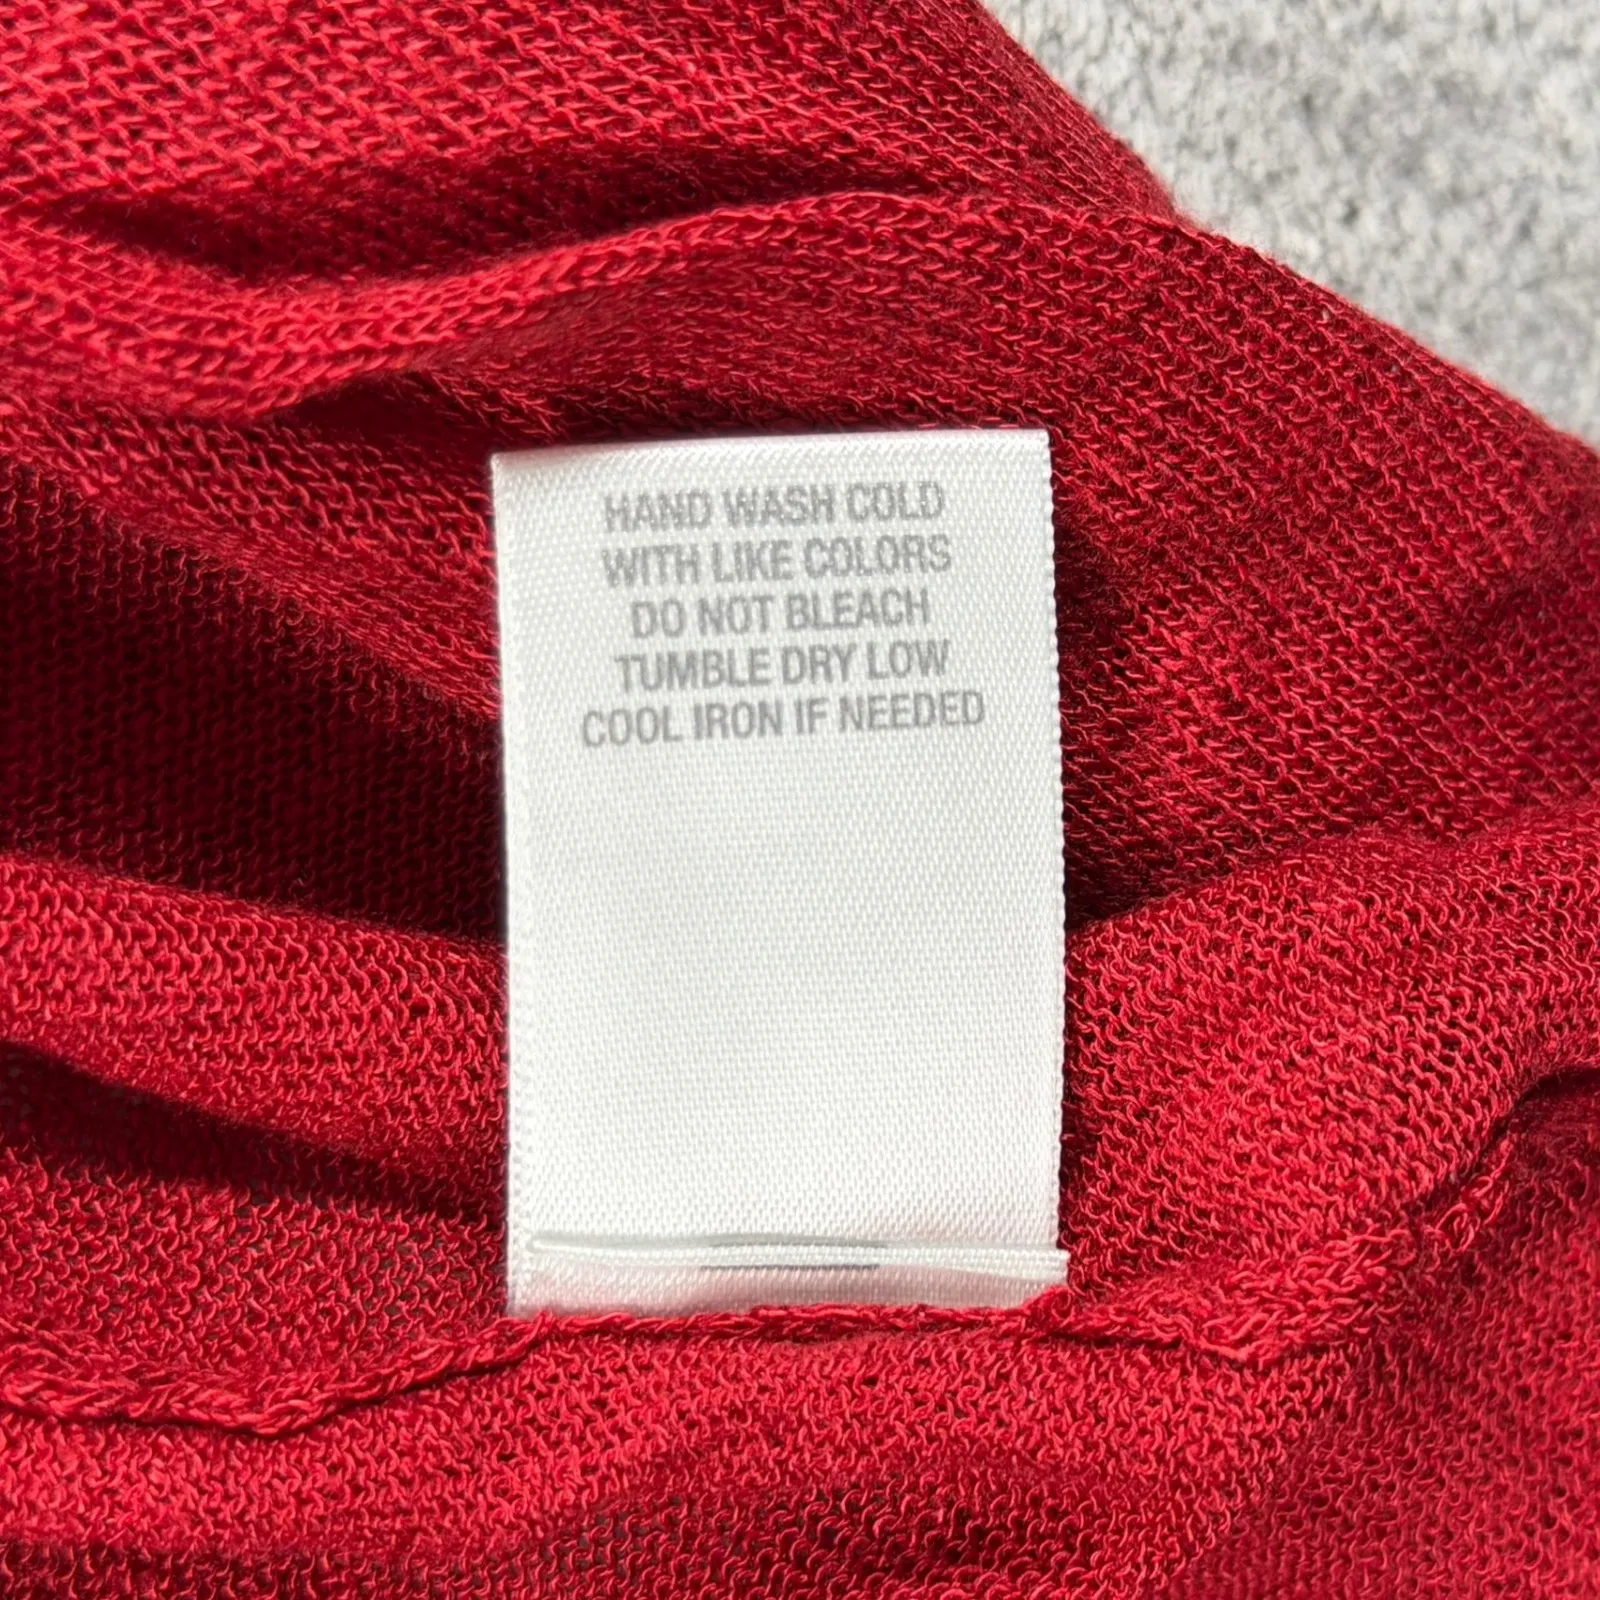 HAND WASH COLD
WITH LIKE COLORS
DO NOT BLEACH
TUMBLE DRY LOW
COOL IRON IF NEEDED